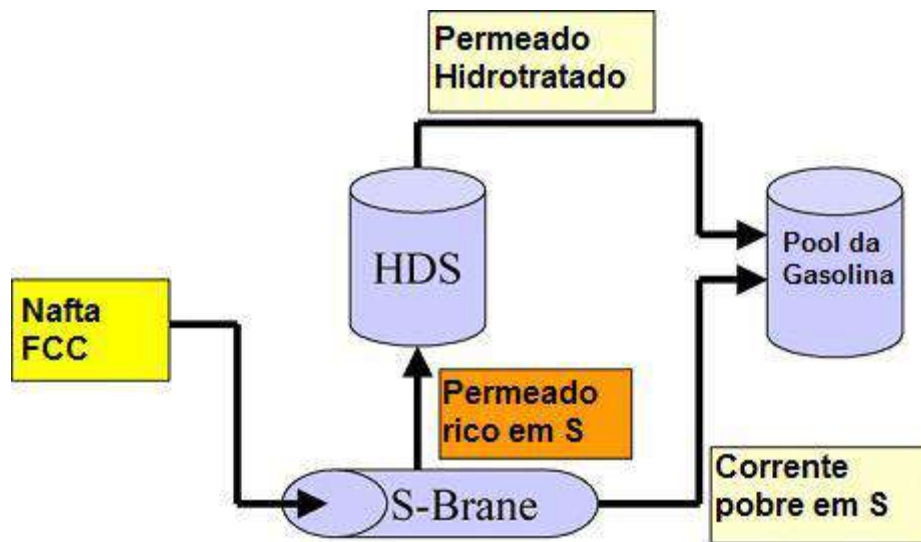 Permeado
Hidrotratado
HDS
Pool da
Gasolina
Nafta
FCC
Permeado
rico em S
S-Brane
Corrente
pobre em S